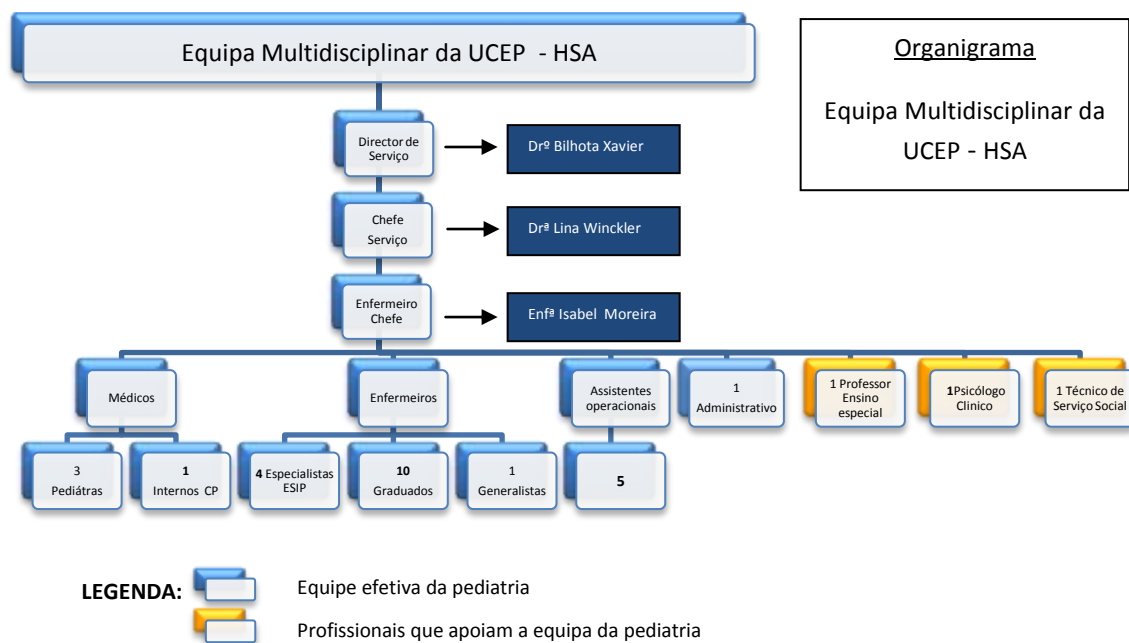 Equipa Multidisciplinar da UCEP - HSA
Organigrama
Equipa Multidisciplinar da
UCEP - HSA
Director de
Serviço
Drº Bilhota Xavier
Chefe
Serviço
Drª Lina Winckler
Enfermeiro
Chefe
Enfª Isabel Moreira
Médicos
Enfermeiros
Assistentes
operacionais
1
Administrativo
1 Professor
Ensino
especial
1Psicólogo
Clinico
1 Técnico de
Serviço Social
3
Pediátras
1
Internos CP
4 Especialistas
ESIP
10
Graduados
1
Generalistas
5
LEGENDA:
Equipe efetiva da pediatria
Profissionais que apoiam a equipa da pediatria